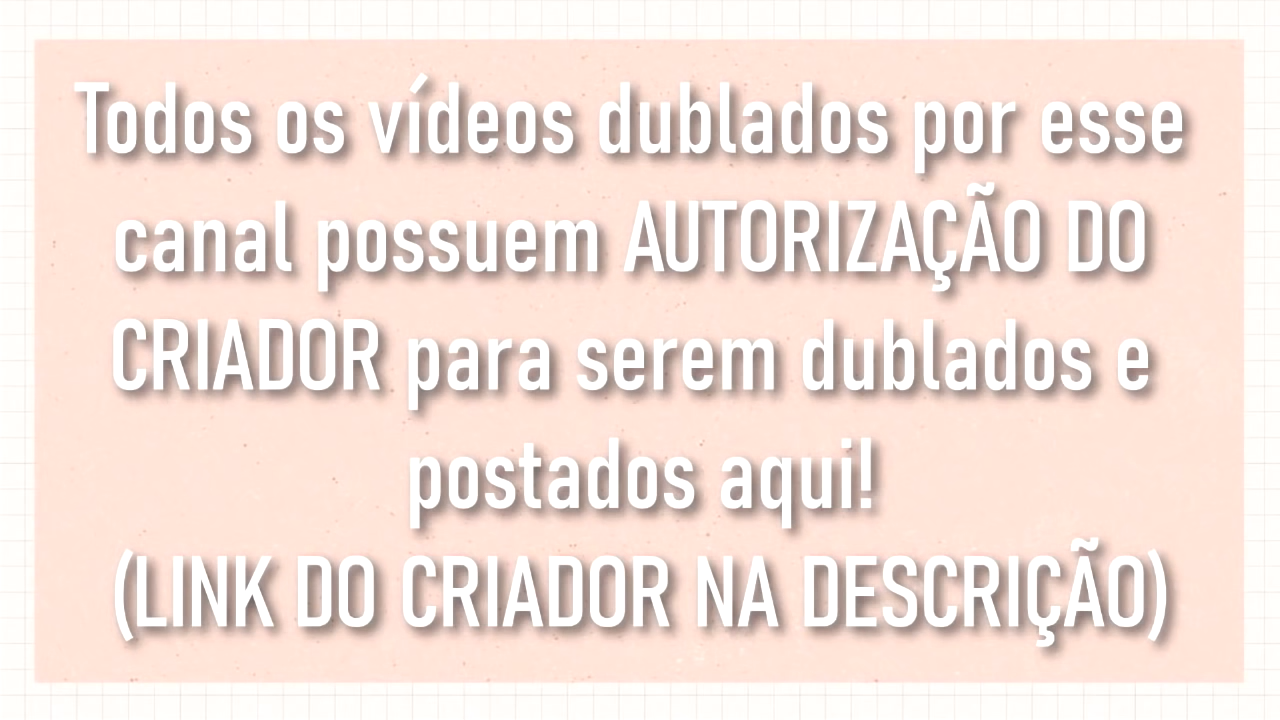 Todos os vídeos dublados por esse
canal possuem AUTORIZAÇÃO DO
CRIADOR para serem dublados e
postados aqui!
(LINK DO CRIADOR NA DESCRIÇÃO)